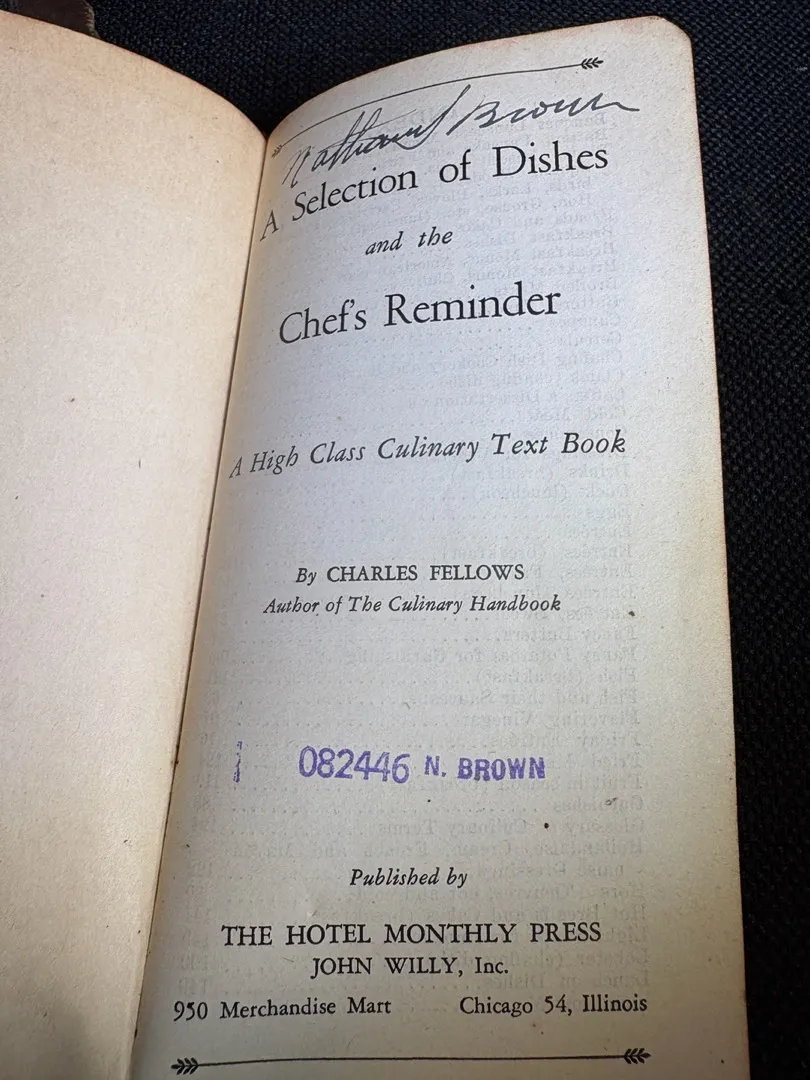 Nathaniel Brown
A Selection of Dishes
and the
Chef's Reminder
A High Class Culinary Text Book
By CHARLES FELLOWS
Author of The Culinary Handbook
082446 N. BROWN
Published by
THE HOTEL MONTHLY PRESS
JOHN WILLY, Inc.
950 Merchandise Mart Chicago 54, Illinois